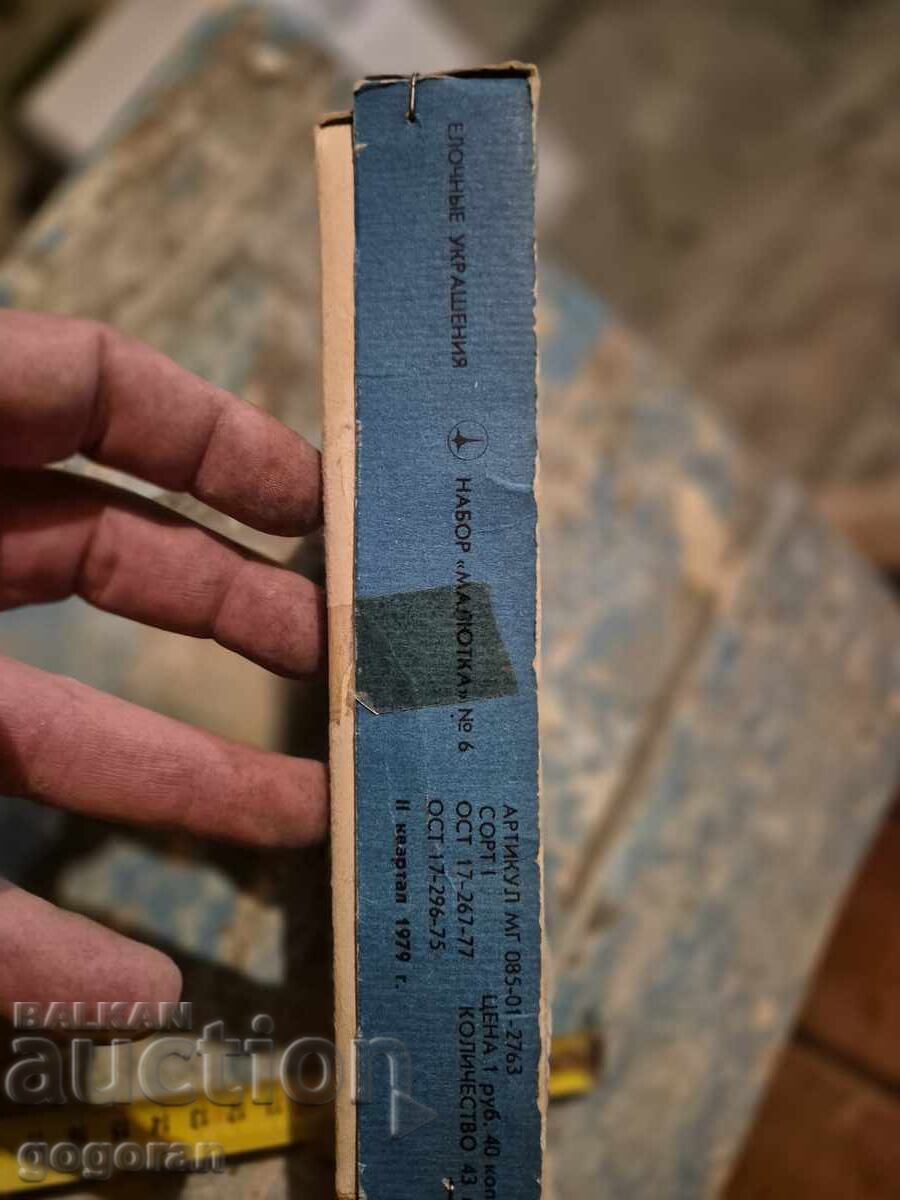 ЕЛОЧНЫЕ УКРАШЕНИЯ НАБОР «МАЛЮТКА» № 6
АРТИКУЛ МГ 085-01-2763
СОРТ I ЦЕНА 1 руб. 40 коп
ОСТ 17-267-77 КОЛИЧЕСТВО 43
ОСТ 17-296-75
II квартал 1979 г.
BALKAN
auction
gogoran